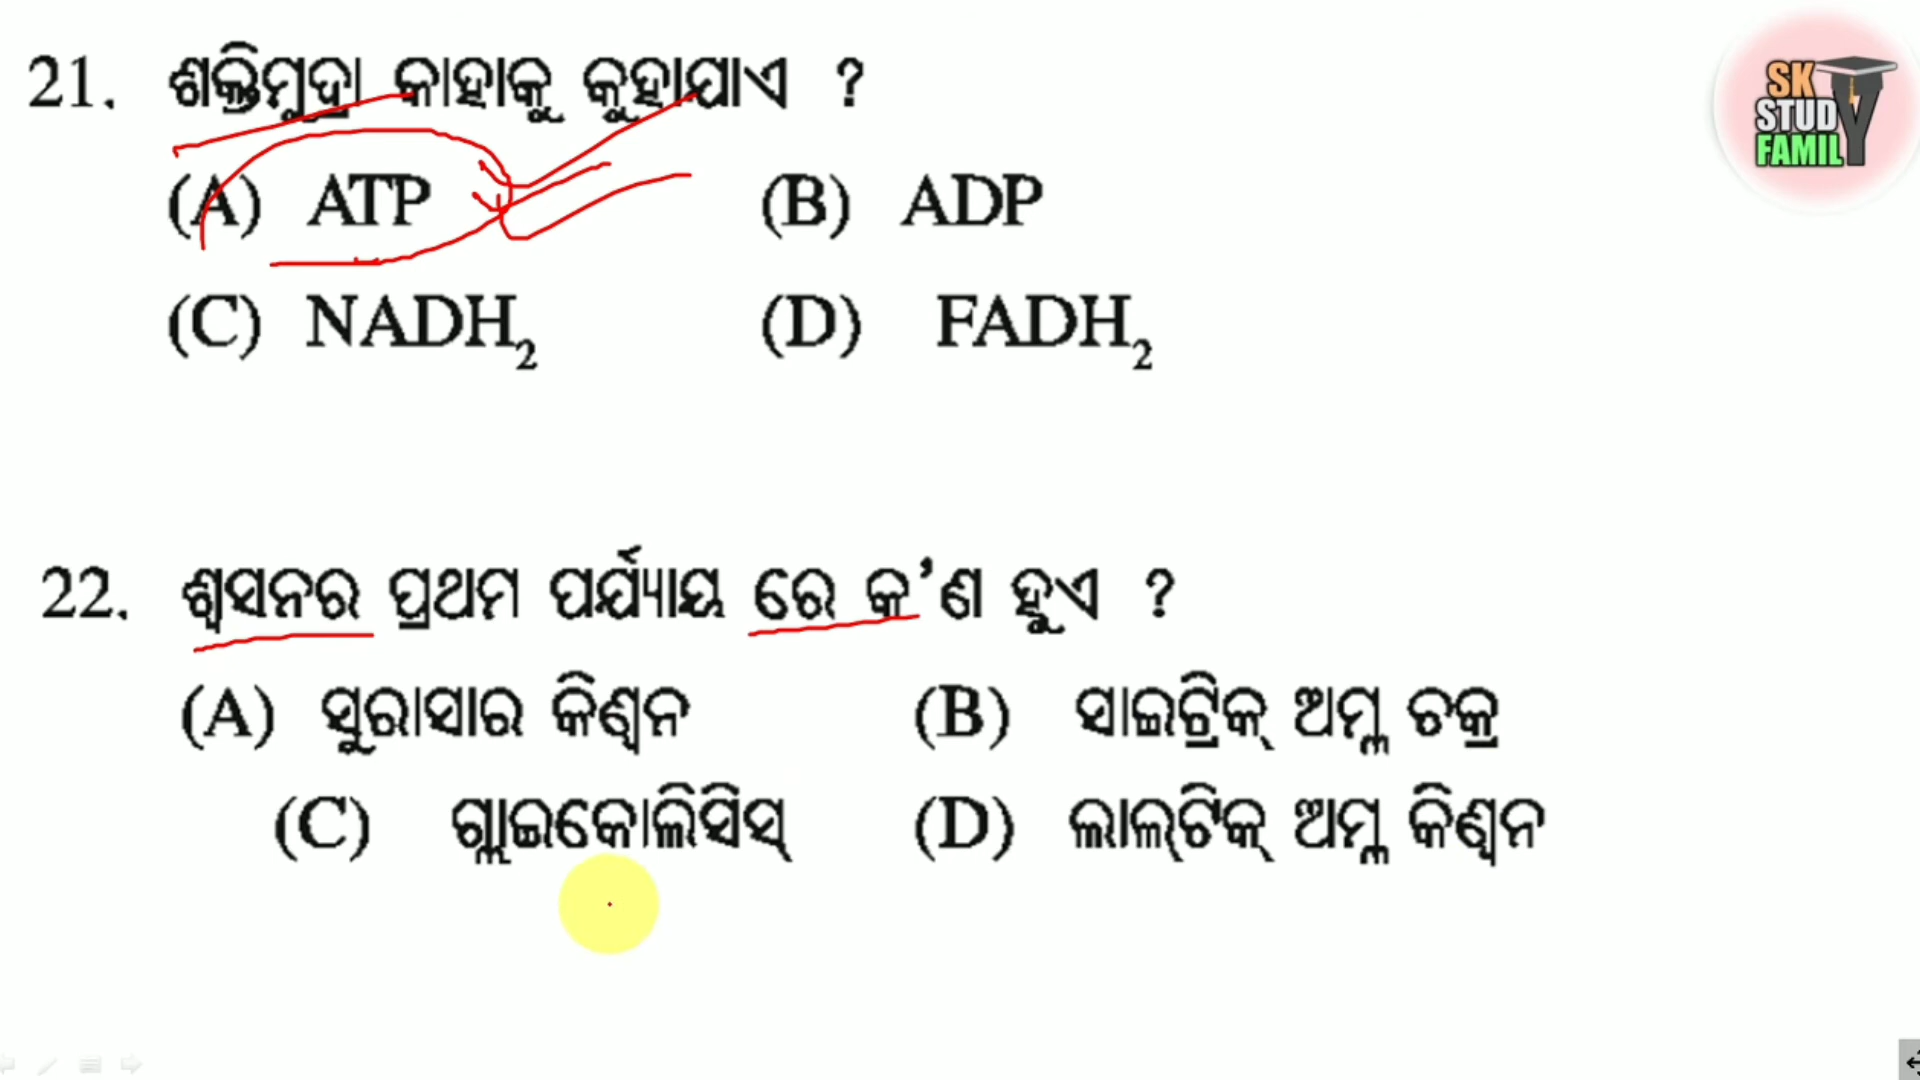 21. ଶକ୍ତିମୁଦ୍ରା କାହାକୁ କୁହାଯାଏ ?
(A) ATP (B) ADP
(C) NADH₂ (D) FADH₂
22. ଶ୍ୱସନର ପ୍ରଥମ ପର୍ଯ୍ୟାୟ ରେ କ’ଣ ହୁଏ ?
(A) ସୁରାସାର କିଣ୍ୱନ (B) ସାଇଟ୍ରିକ୍ ଅମ୍ଳ ଚକ୍ର
(C) ଗ୍ଲାଇକୋଲିସିସ୍ (D) ଲାଲ୍‌ଟିକ୍ ଅମ୍ଳ କିଣ୍ୱନ
SK
STUDY
FAMILY